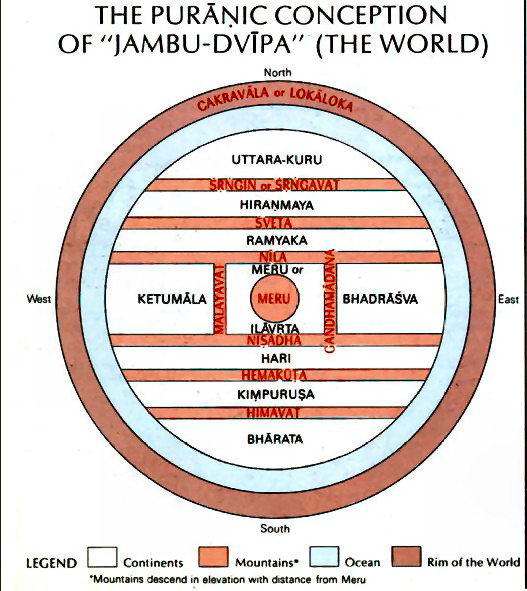 THE PURĀṆIC CONCEPTION
OF "JAMBU-DVĪPA" (THE WORLD)
North
CAKRAVĀLA or LOKĀLOKA
UTTARA-KURU
ŚṚNGIN or ŚṚNGAVAT
HIRAṆMAYA
ŚVETA
RAMYAKA
NĪLA
MERU or
West
KETUMĀLA
MALAYAVAT
MERU
GANDHAMĀDANA
BHADRĀŚVA
East
ILĀVṚTA
NIṢADHA
HARI
HEMAKŪṬA
KIṂPURUṢA
HIMAVAT
BHĀRATA
South
LEGEND
Continents
Mountains*
Ocean
Rim of the World
*Mountains descend in elevation with distance from Meru